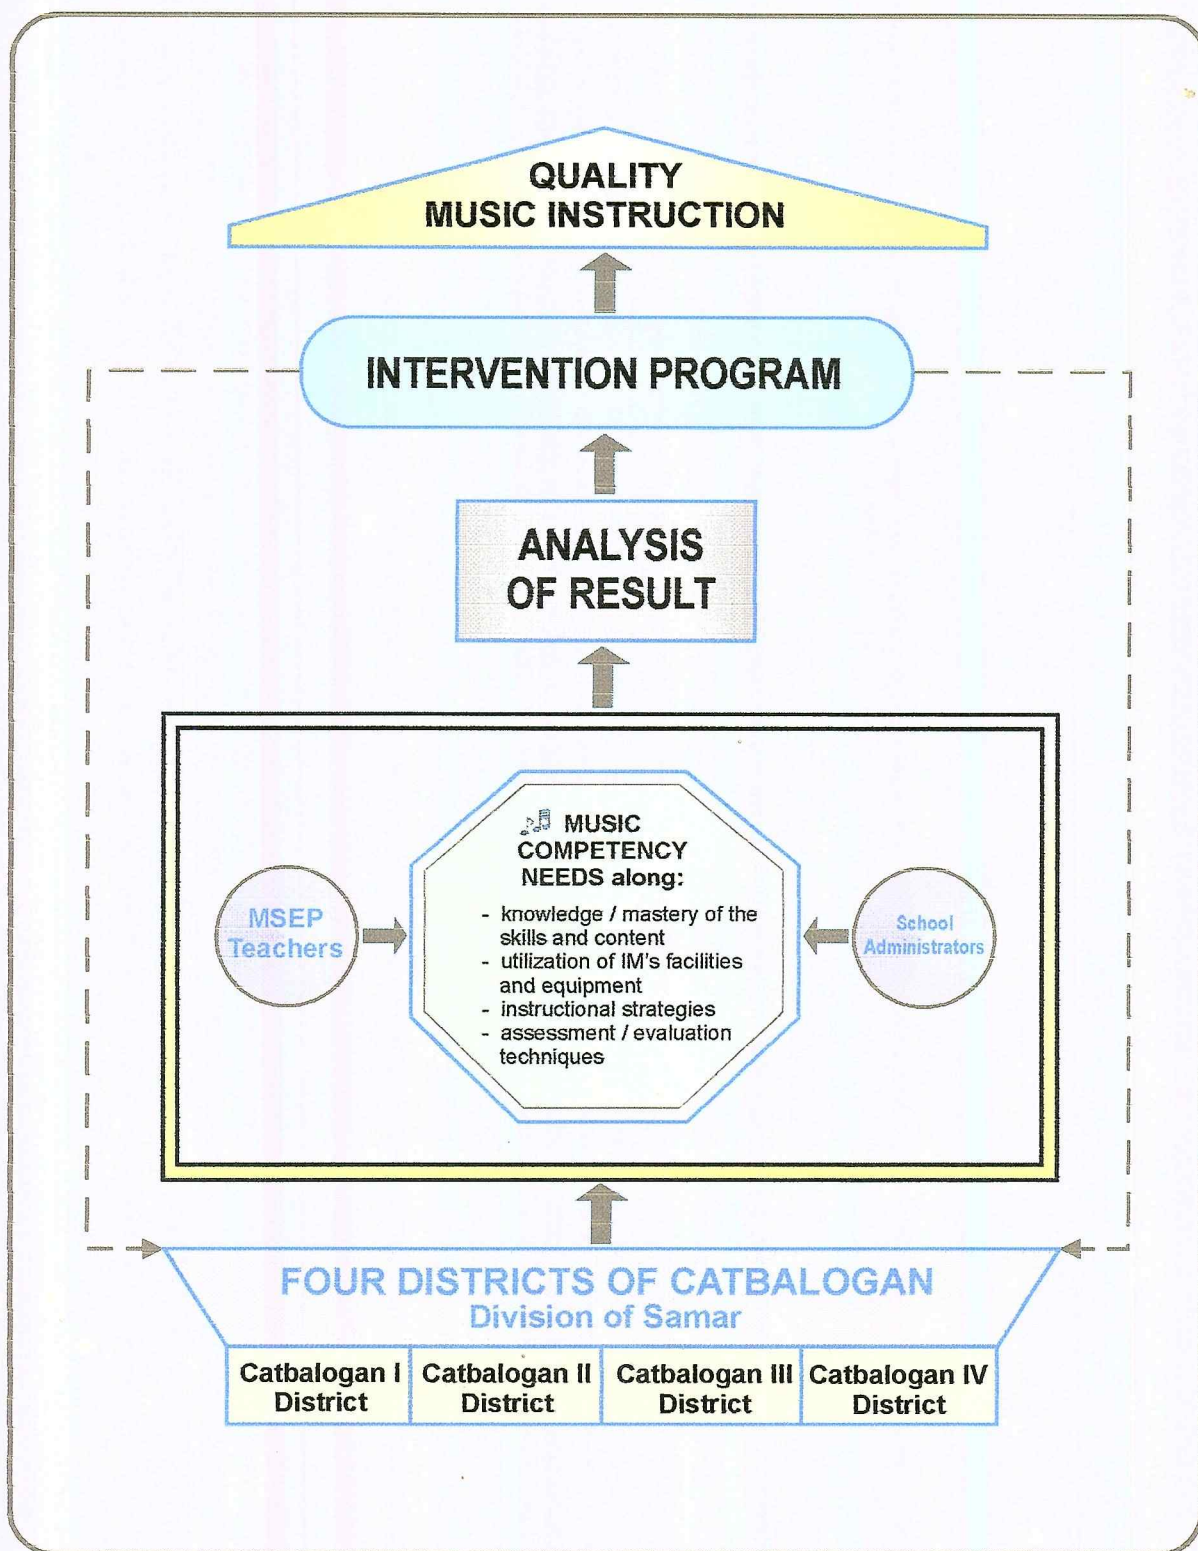 QUALITY
MUSIC INSTRUCTION
INTERVENTION PROGRAM
ANALYSIS
OF RESULT
MUSIC
COMPETENCY
NEEDS along:
- knowledge / mastery of the
skills and content
- utilization of IM's facilities
and equipment
- instructional strategies
- assessment / evaluation
techniques
MSEP
Teachers
School
Administrators
FOUR DISTRICTS OF CATBALOGAN
Division of Samar
Catbalogan I
District
Catbalogan II
District
Catbalogan III
District
Catbalogan IV
District